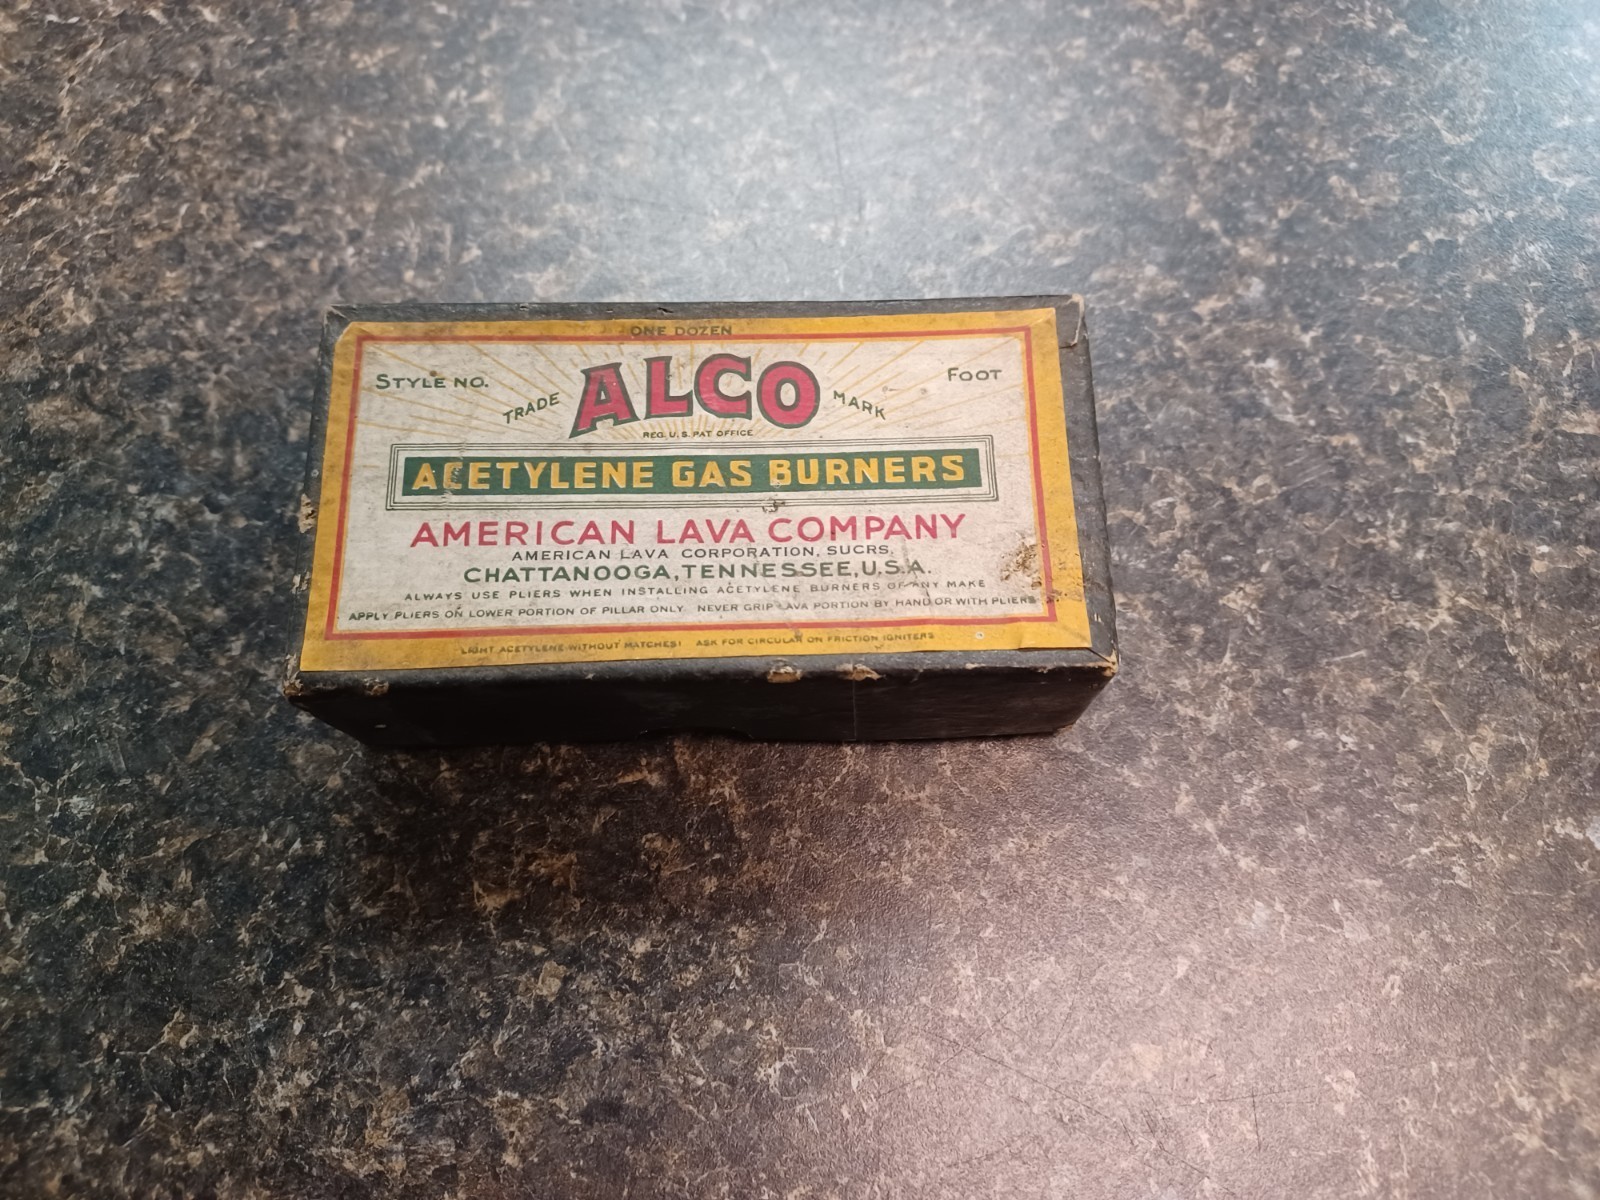 ONE DOZEN
STYLE NO.
FOOT
TRADE ALCO MARK
REG. U.S. PAT. OFFICE
ACETYLENE GAS BURNERS
AMERICAN LAVA COMPANY
AMERICAN LAVA CORPORATION, SUCRS.
CHATTANOOGA, TENNESSEE, U.S.A.
ALWAYS USE PLIERS WHEN INSTALLING ACETYLENE BURNERS OF ANY MAKE
APPLY PLIERS ON LOWER PORTION OF PILLAR ONLY. NEVER GRIP LAVA PORTION BY HAND OR WITH PLIERS
LIGHT ACETYLENE WITHOUT MATCHES! ASK FOR CIRCULAR ON FRICTION IGNITERS